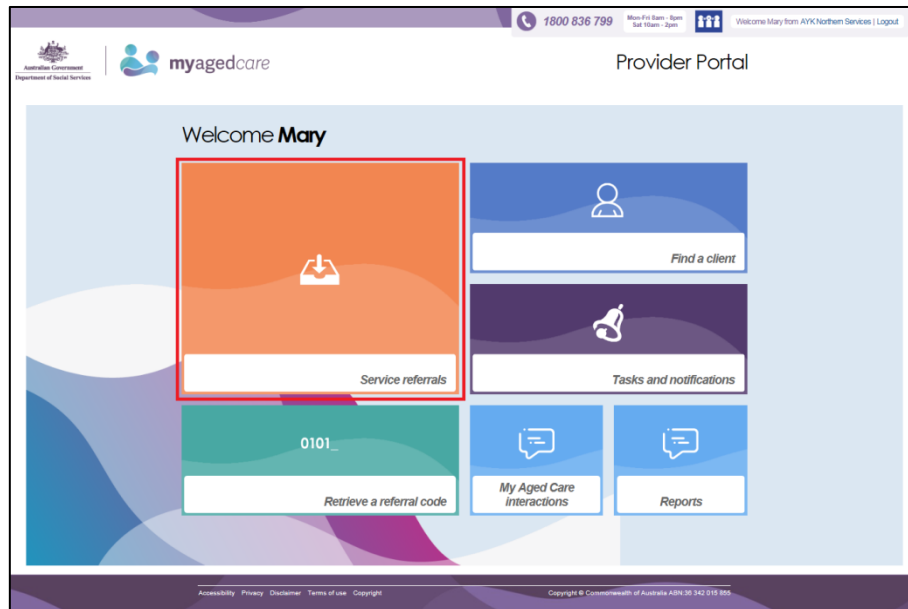 1800 836 799
Mon-Fri 8am - 8pm
Sat 10am - 2pm
Welcome Mary from AYK Northern Services | Logout
Australian Government
Department of Social Services
myagedcare
Provider Portal
Welcome Mary
Find a client
Service referrals
Tasks and notifications
0101_
Retrieve a referral code
My Aged Care
interactions
Reports
Accessibility Privacy Disclaimer Terms of use Copyright
Copyright © Commonwealth of Australia ABN:36 342 015 855